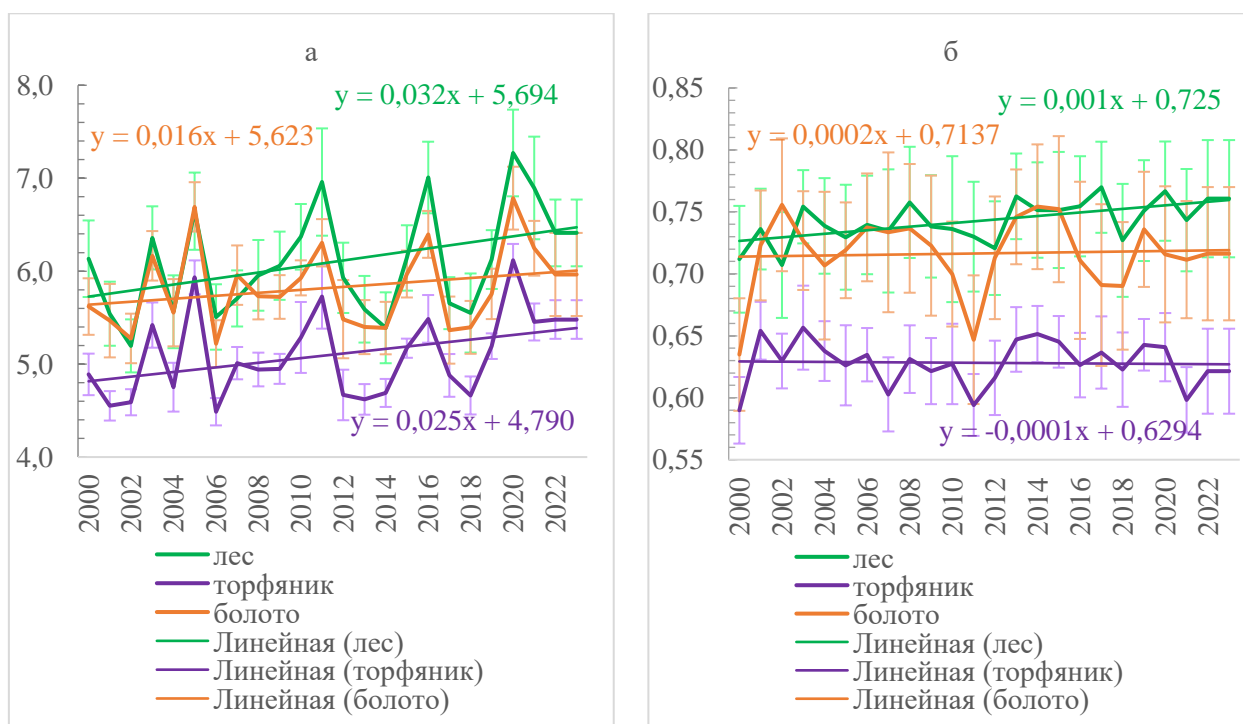 а
8,0
7,0
6,0
5,0
4,0
y = 0,032x + 5,694
y = 0,016x + 5,623
y = 0,025x + 4,790
2000
2002
2004
2006
2008
2010
2012
2014
2016
2018
2020
2022
лес
торфяник
болото
Линейная (лес)
Линейная (торфяник)
Линейная (болото)
б
0,85
0,80
0,75
0,70
0,65
0,60
0,55
y = 0,001x + 0,725
y = 0,0002x + 0,7137
y = -0,0001x + 0,6294
2000
2002
2004
2006
2008
2010
2012
2014
2016
2018
2020
2022
лес
торфяник
болото
Линейная (лес)
Линейная (торфяник)
Линейная (болото)